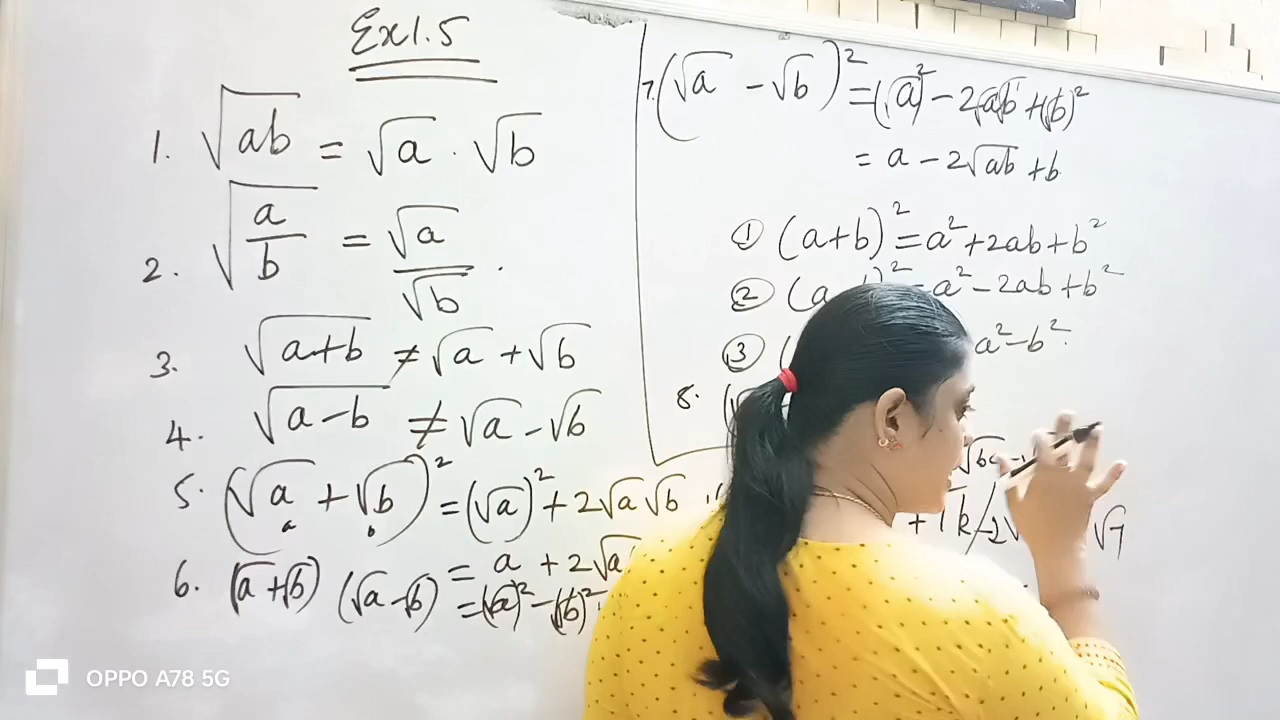 Ex1.5
1. √ab = √a . √b
2. √(a/b) = √a/√b .
3. √a+b ≠ √a + √b
4. √a-b ≠ √a - √b
5. (√a + √b)² = (√a)² + 2√a√b
a b
= a + 2√a
6. (√a+√b) (√a-√b) = (√a)² - (√b)²
7. (√a - √b)² = (√a)² - 2√a√b + (√b)²
= a - 2√ab + b
① (a+b)² = a²+2ab+b²
② (a )² = a² - 2ab + b²
③ ( a²-b².
8. (√
√b
+
√7
OPPO A78 5G